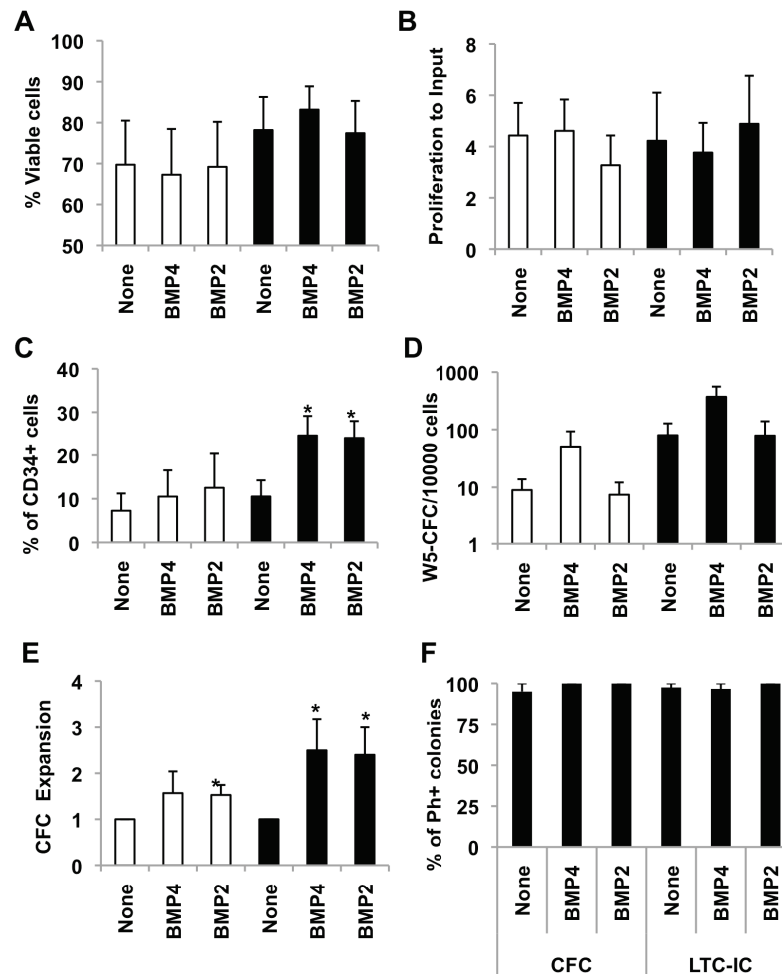 A
% Viable cells
100
90
80
70
60
50
None
BMP4
BMP2
None
BMP4
BMP2
B
Proliferation to Input
8
6
4
2
0
None
BMP4
BMP2
None
BMP4
BMP2
C
% of CD34+ cells
40
30
20
10
0
* *
None
BMP4
BMP2
None
BMP4
BMP2
D
W5-CFC/10000 cells
1000
100
10
1
None
BMP4
BMP2
None
BMP4
BMP2
E
CFC Expansion
4
3
2
1
0
* * *
None
BMP4
BMP2
None
BMP4
BMP2
F
% of Ph+ colonies
100
75
50
25
0
None
BMP4
BMP2
None
BMP4
BMP2
CFC
LTC-IC